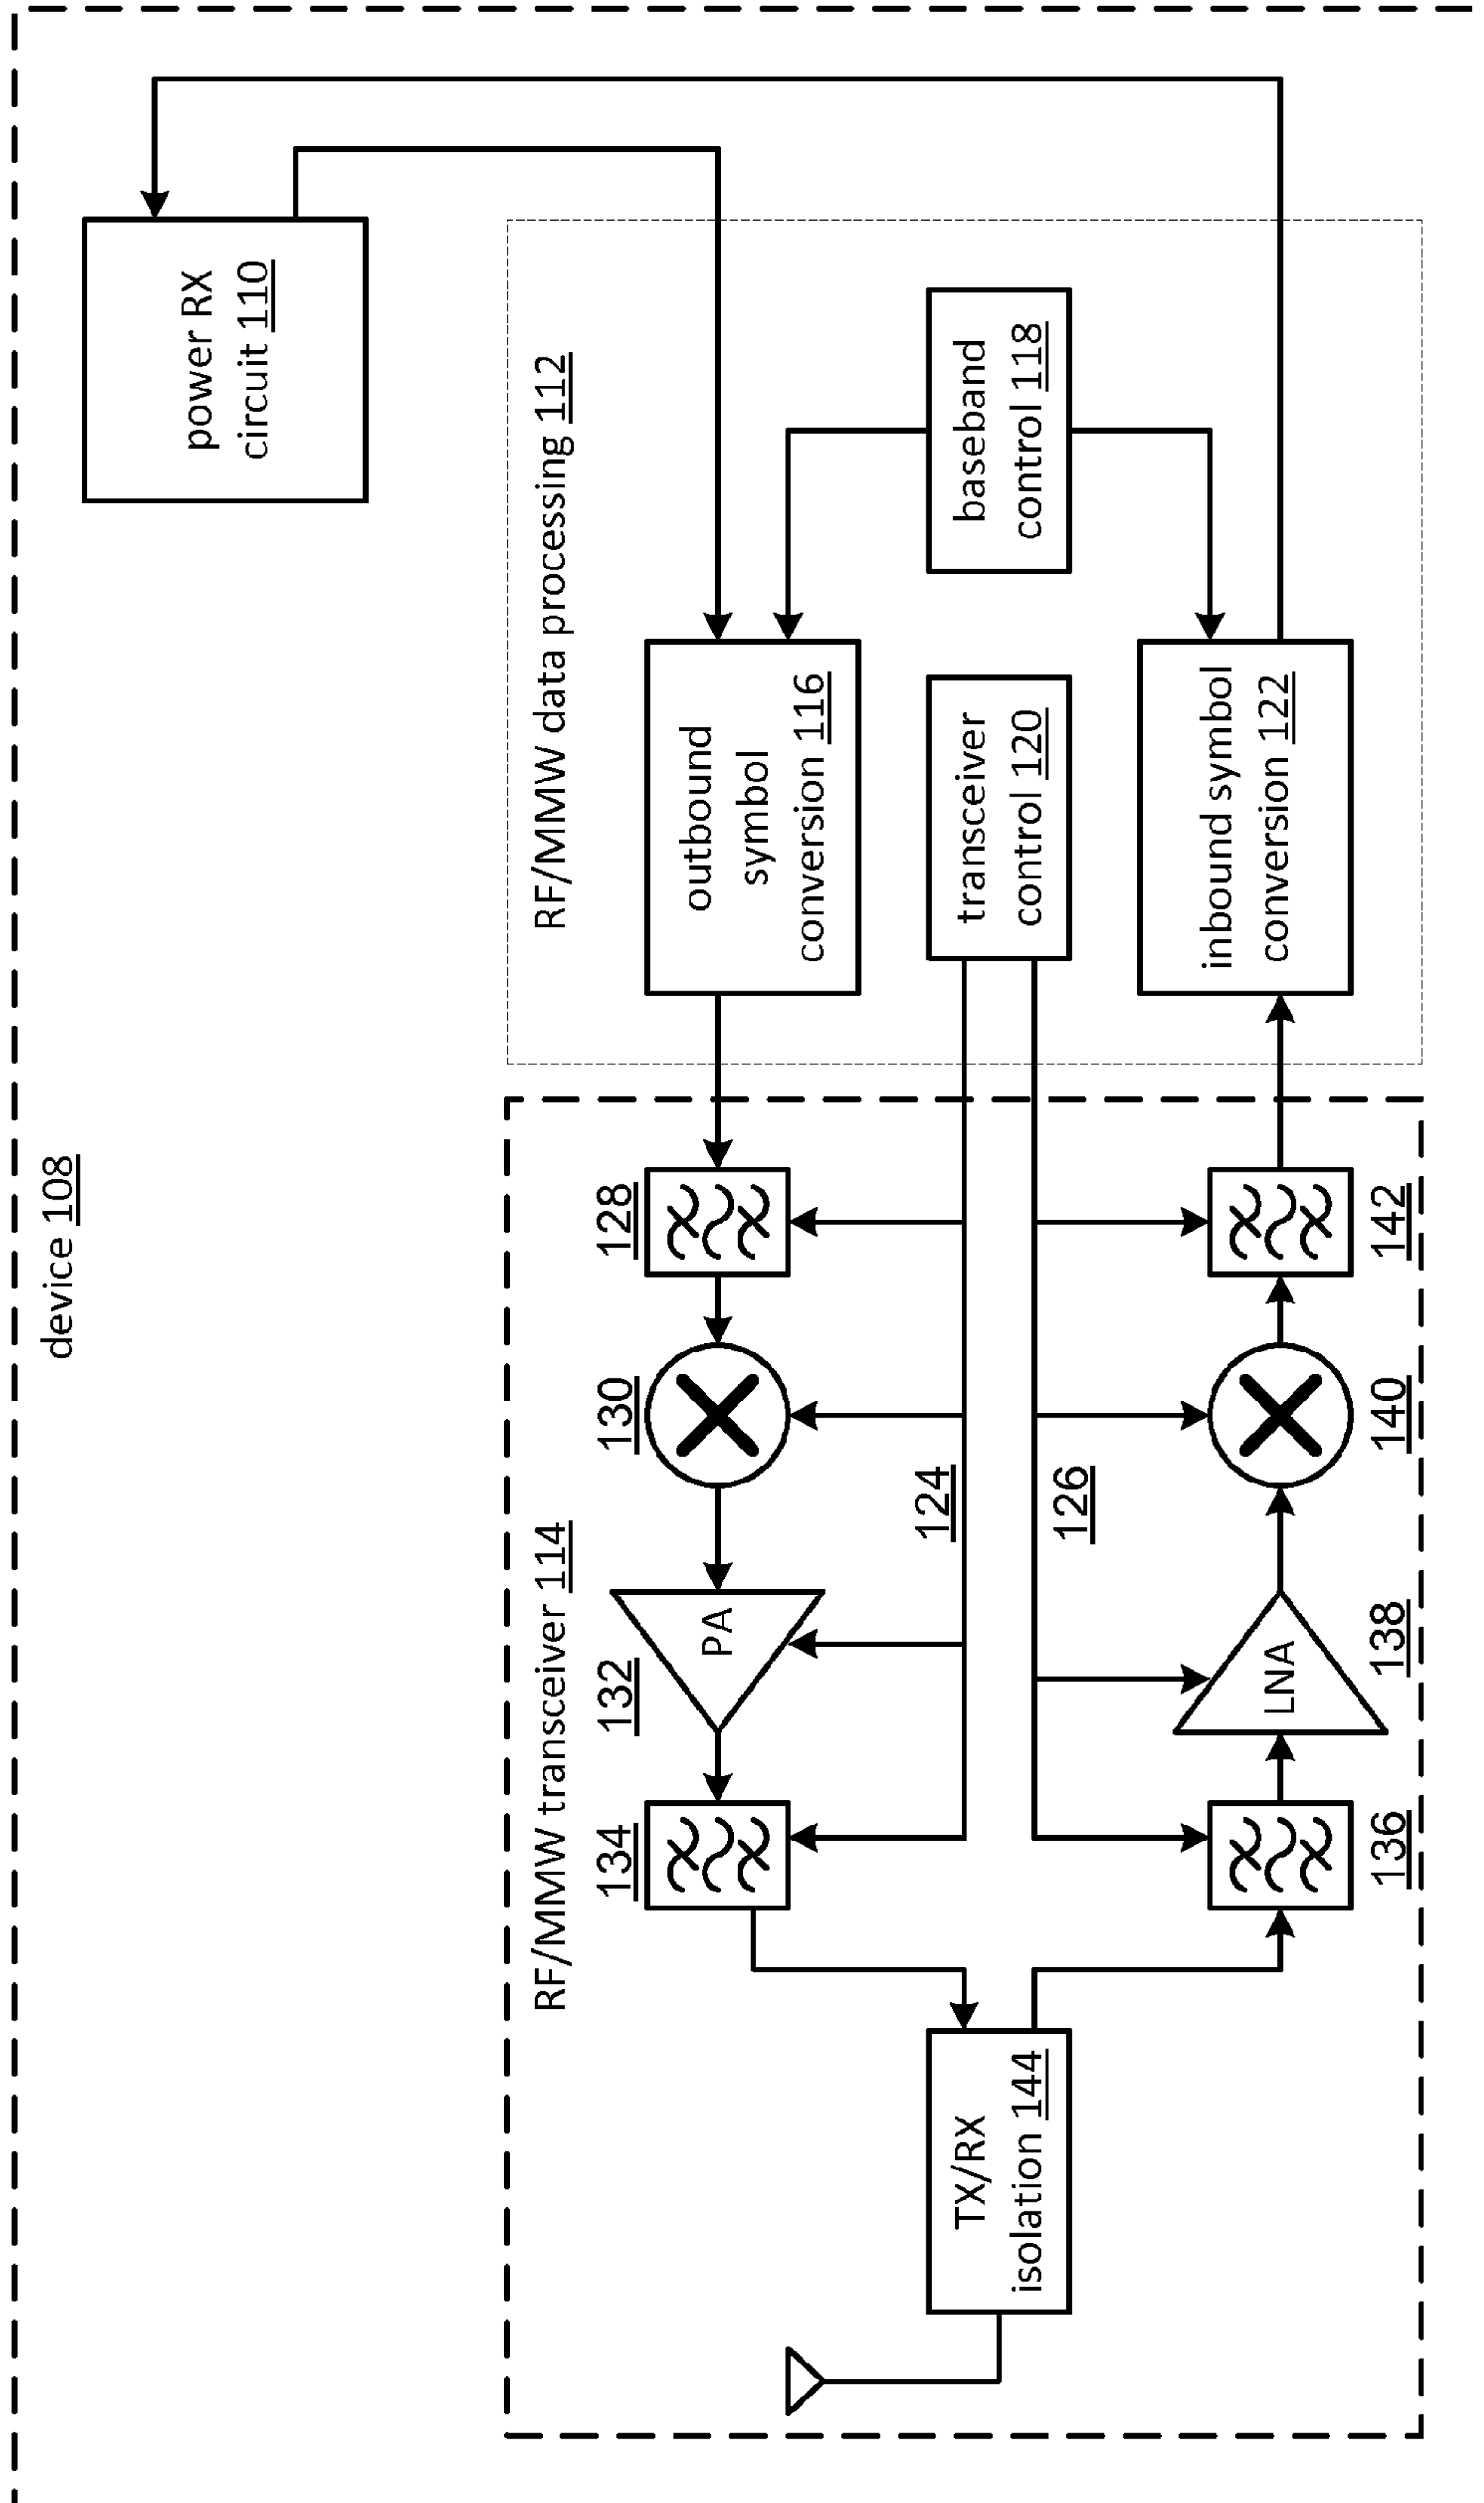 device 108
power RX
circuit 110
RF/MMW transceiver 114
RF/MMW data processing 112
134
132
130
128
PA
outbound
symbol
conversion 116
124
TX/RX
isolation 144
transceiver
control 120
baseband
control 118
126
LNA
inbound symbol
conversion 122
136
138
140
142